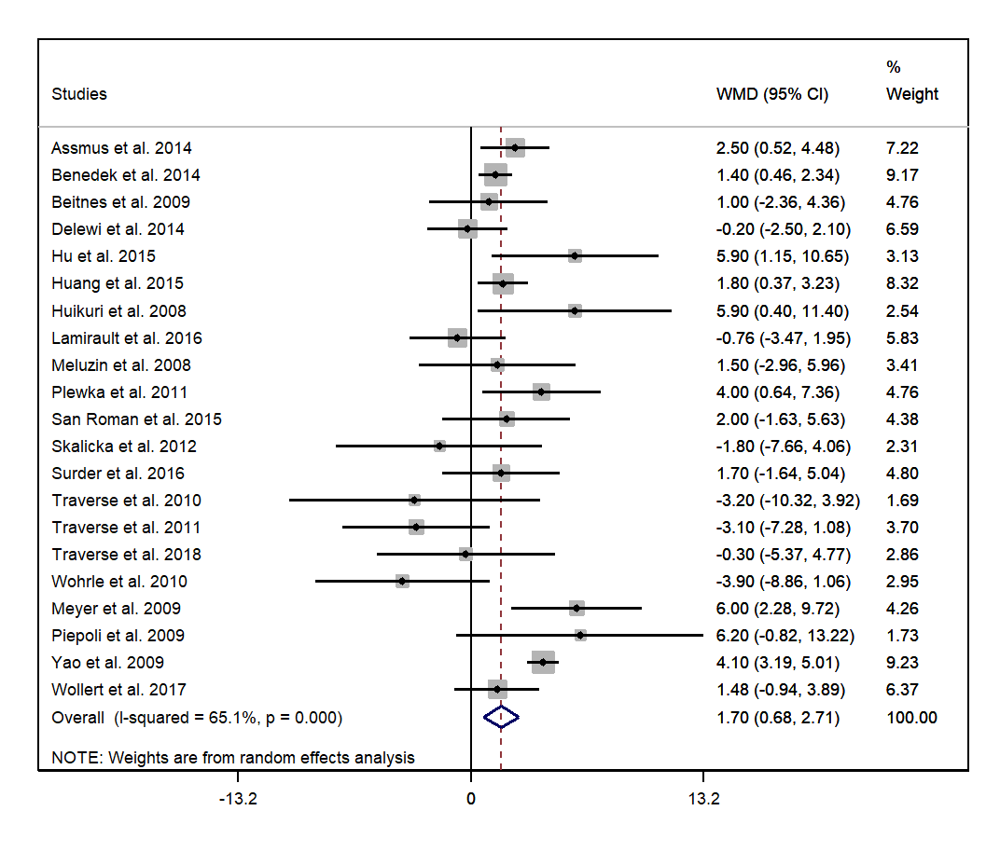 %
Studies WMD (95% CI) Weight
Assmus et al. 2014 2.50 (0.52, 4.48) 7.22
Benedek et al. 2014 1.40 (0.46, 2.34) 9.17
Beitnes et al. 2009 1.00 (-2.36, 4.36) 4.76
Delewi et al. 2014 -0.20 (-2.50, 2.10) 6.59
Hu et al. 2015 5.90 (1.15, 10.65) 3.13
Huang et al. 2015 1.80 (0.37, 3.23) 8.32
Huikuri et al. 2008 5.90 (0.40, 11.40) 2.54
Lamirault et al. 2016 -0.76 (-3.47, 1.95) 5.83
Meluzin et al. 2008 1.50 (-2.96, 5.96) 3.41
Plewka et al. 2011 4.00 (0.64, 7.36) 4.76
San Roman et al. 2015 2.00 (-1.63, 5.63) 4.38
Skalicka et al. 2012 -1.80 (-7.66, 4.06) 2.31
Surder et al. 2016 1.70 (-1.64, 5.04) 4.80
Traverse et al. 2010 -3.20 (-10.32, 3.92) 1.69
Traverse et al. 2011 -3.10 (-7.28, 1.08) 3.70
Traverse et al. 2018 -0.30 (-5.37, 4.77) 2.86
Wohrle et al. 2010 -3.90 (-8.86, 1.06) 2.95
Meyer et al. 2009 6.00 (2.28, 9.72) 4.26
Piepoli et al. 2009 6.20 (-0.82, 13.22) 1.73
Yao et al. 2009 4.10 (3.19, 5.01) 9.23
Wollert et al. 2017 1.48 (-0.94, 3.89) 6.37
Overall (I-squared = 65.1%, p = 0.000) 1.70 (0.68, 2.71) 100.00
NOTE: Weights are from random effects analysis
-13.2 0 13.2